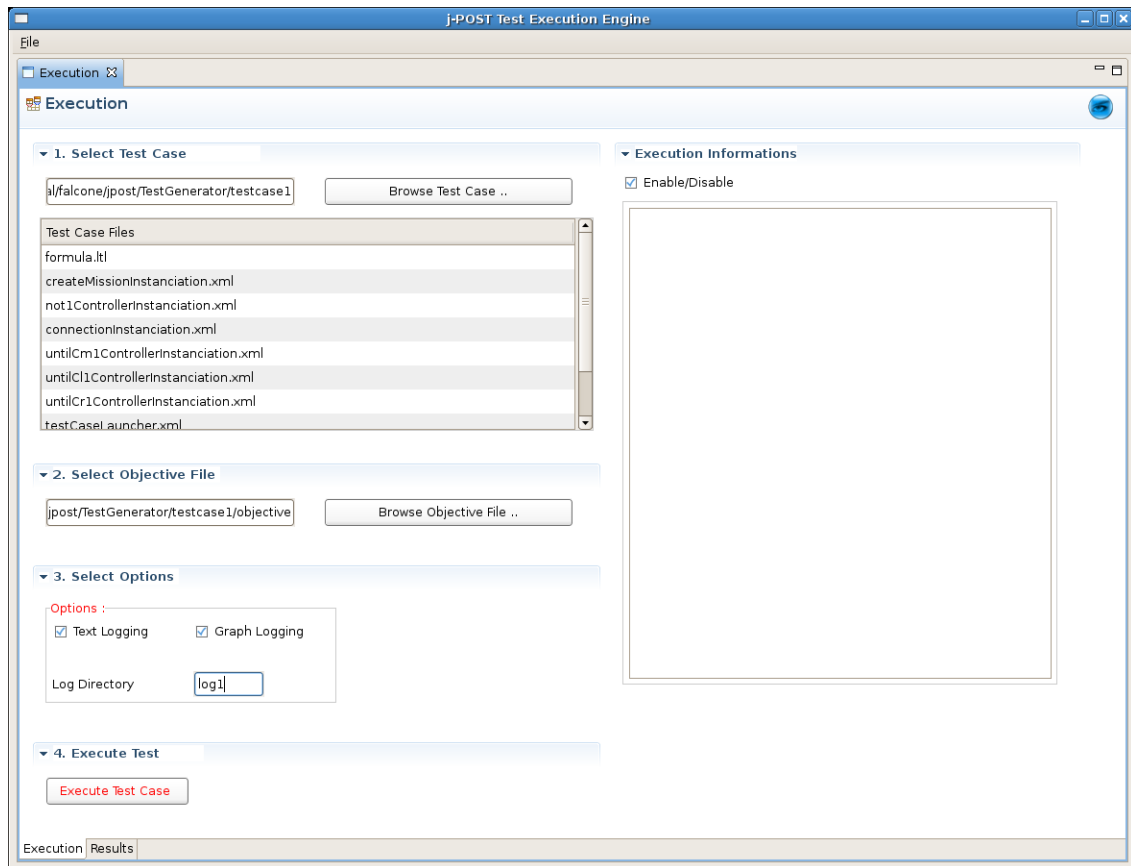 j-POST Test Execution Engine
File
Execution
Execution
1. Select Test Case
al/falcone/jpost/TestGenerator/testcase1
Browse Test Case ..
Test Case Files
formula.ltl
createMissionInstanciation.xml
not1ControllerInstanciation.xml
connectionInstanciation.xml
untilCm1ControllerInstanciation.xml
untilCl1ControllerInstanciation.xml
untilCr1ControllerInstanciation.xml
testCaseLauncher.xml
2. Select Objective File
jpost/TestGenerator/testcase1/objective
Browse Objective File ..
3. Select Options
Options :
Text Logging
Graph Logging
Log Directory
log1
4. Execute Test
Execute Test Case
Execution Informations
Enable/Disable
Execution
Results